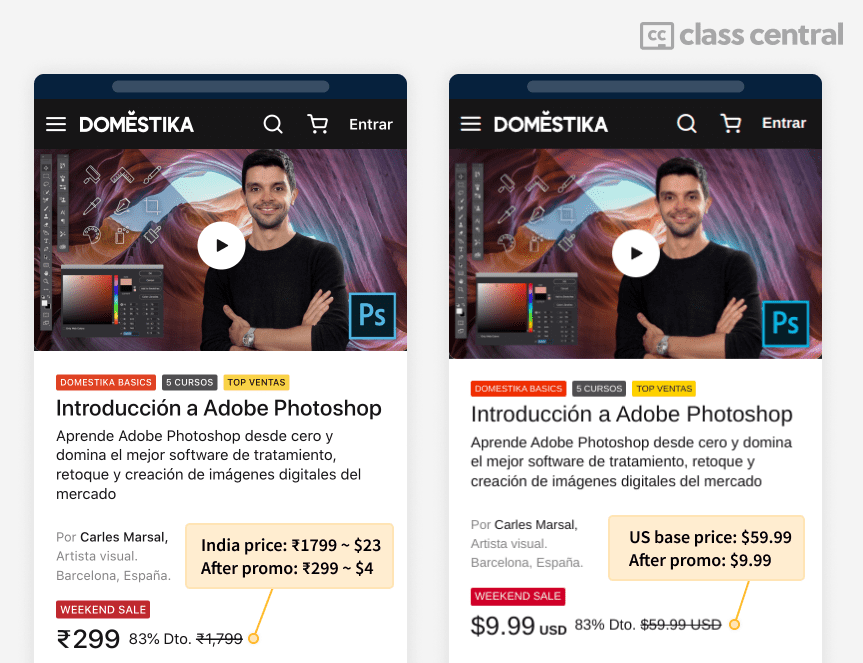 cc class central
DOMĔSTIKA
Entrar
Ps
DOMESTIKA BASICS 5 CURSOS TOP VENTAS
Introducción a Adobe Photoshop
Aprende Adobe Photoshop desde cero y
domina el mejor software de tratamiento,
retoque y creación de imágenes digitales del
mercado
Por Carles Marsal,
Artista visual.
Barcelona, España.
India price: ₹1799 ~ $23
After promo: ₹299 ~ $4
WEEKEND SALE
₹299 83% Dto. ₹1,799
DOMĔSTIKA
Entrar
Ps
DOMESTIKA BASICS 5 CURSOS TOP VENTAS
Introducción a Adobe Photoshop
Aprende Adobe Photoshop desde cero y domina
el mejor software de tratamiento, retoque y
creación de imágenes digitales del mercado
Por Carles Marsal,
Artista visual.
Barcelona, España.
US base price: $59.99
After promo: $9.99
WEEKEND SALE
$9.99 USD 83% Dto. $59.99 USD